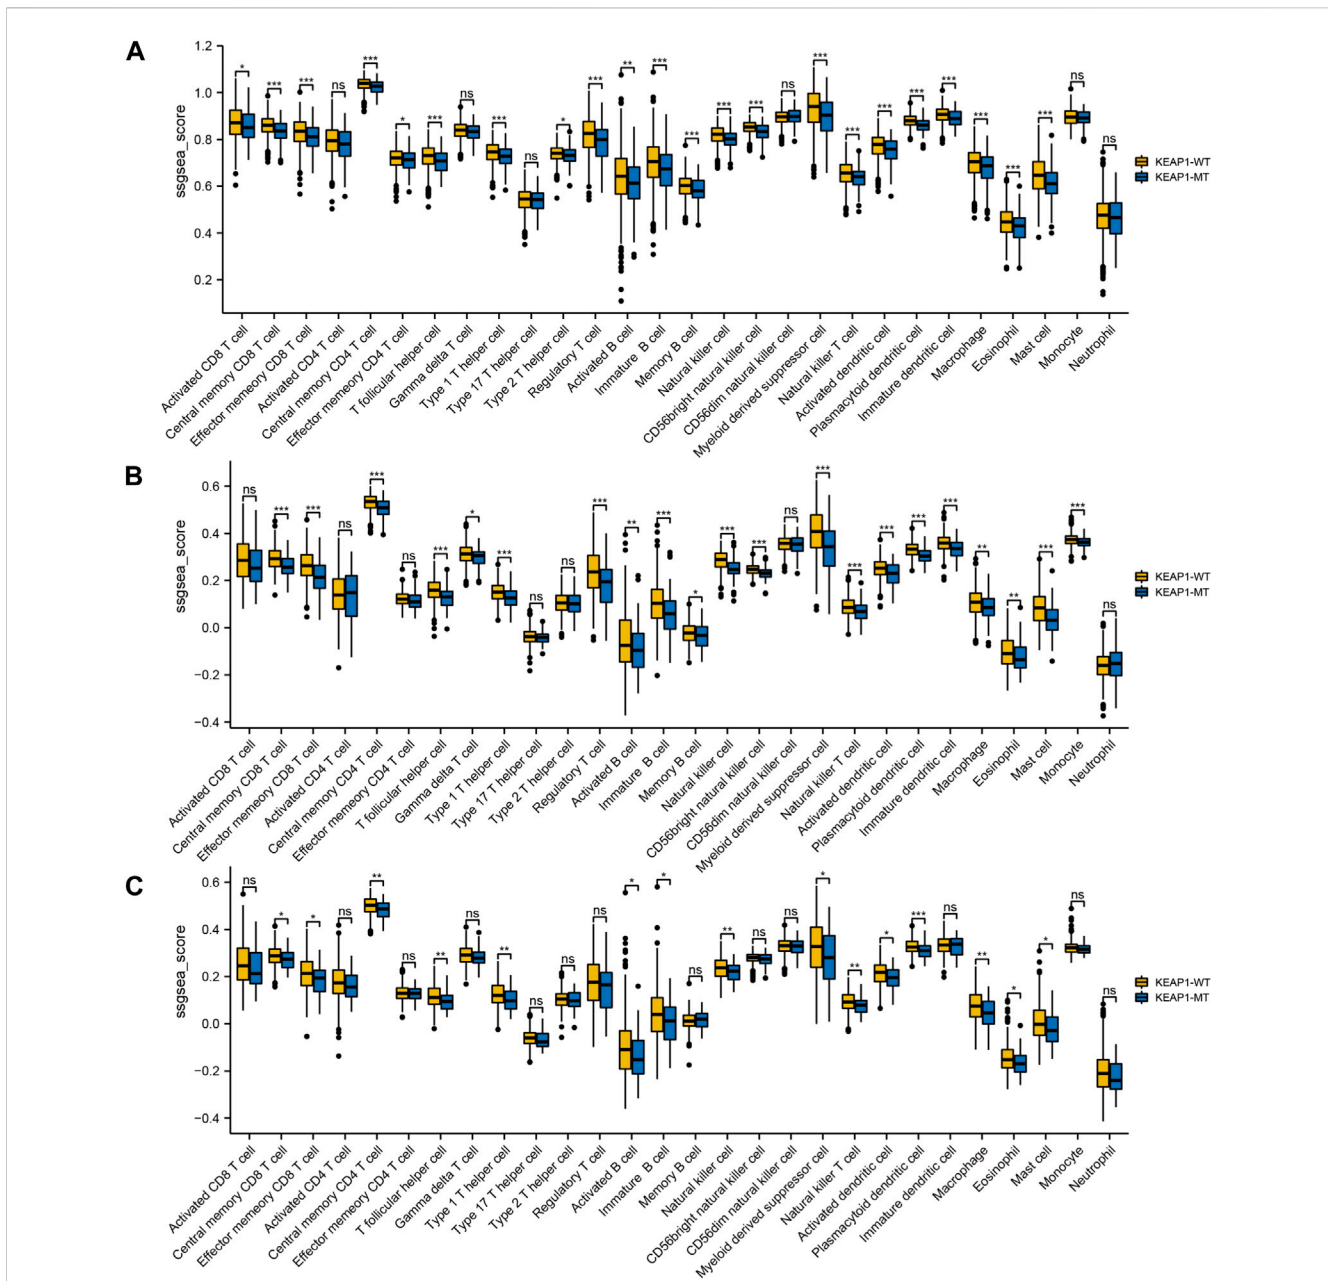 A
ssgsea_score
1.2
1.0
0.8
0.6
0.4
0.2
* *** *** ns *** * *** ns *** ns * *** ** *** *** *** *** ns *** *** *** *** *** *** *** *** ns ns
KEAP1-WT
KEAP1-MT
Activated CD8 T cell
Central memory CD8 T cell
Effector memory CD8 T cell
Activated CD4 T cell
Central memory CD4 T cell
Effector memeory CD4 T cell
T follicular helper cell
Gamma delta T cell
Type 1 T helper cell
Type 17 T helper cell
Type 2 T helper cell
Regulatory T cell
Activated B cell
Immature B cell
Memory B cell
Natural killer cell
CD56bright natural killer cell
CD56dim natural killer cell
Myeloid derived suppressor cell
Natural killer T cell
Activated dendritic cell
Plasmacytoid dendritic cell
Immature dendritic cell
Macrophage
Eosinophil
Mast cell
Monocyte
Neutrophil
B
ssgsea_score
0.6
0.4
0.2
0.0
−0.2
−0.4
ns *** *** ns *** ns *** * *** ns ns *** ** *** * *** *** ns *** *** *** *** *** ** ** *** *** ns
KEAP1-WT
KEAP1-MT
Activated CD8 T cell
Central memory CD8 T cell
Effector memory CD8 T cell
Activated CD4 T cell
Central memory CD4 T cell
Effector memeory CD4 T cell
T follicular helper cell
Gamma delta T cell
Type 1 T helper cell
Type 17 T helper cell
Type 2 T helper cell
Regulatory T cell
Activated B cell
Immature B cell
Memory B cell
Natural killer cell
CD56bright natural killer cell
CD56dim natural killer cell
Myeloid derived suppressor cell
Natural killer T cell
Activated dendritic cell
Plasmacytoid dendritic cell
Immature dendritic cell
Macrophage
Eosinophil
Mast cell
Monocyte
Neutrophil
C
ssgsea_score
0.6
0.4
0.2
0.0
−0.2
−0.4
ns * * ns ** ns ** ns ** ns ns ns * * ns ** ns ns * ** * *** ns ** * * ns ns
KEAP1-WT
KEAP1-MT
Activated CD8 T cell
Central memory CD8 T cell
Effector memory CD8 T cell
Activated CD4 T cell
Central memory CD4 T cell
Effector memeory CD4 T cell
T follicular helper cell
Gamma delta T cell
Type 1 T helper cell
Type 17 T helper cell
Type 2 T helper cell
Regulatory T cell
Activated B cell
Immature B cell
Memory B cell
Natural killer cell
CD56bright natural killer cell
CD56dim natural killer cell
Myeloid derived suppressor cell
Natural killer T cell
Activated dendritic cell
Plasmacytoid dendritic cell
Immature dendritic cell
Macrophage
Eosinophil
Mast cell
Monocyte
Neutrophil